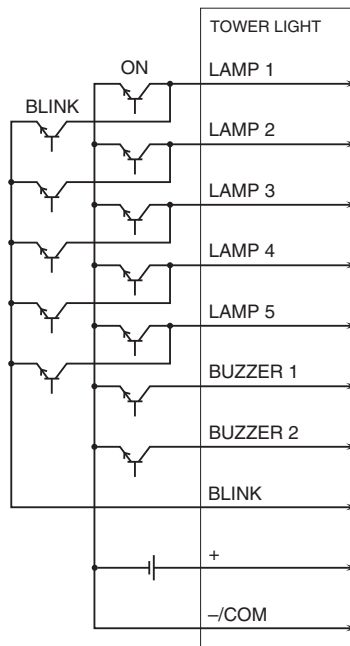 TOWER LIGHT
ON
LAMP 1
BLINK
LAMP 2
LAMP 3
LAMP 4
LAMP 5
BUZZER 1
BUZZER 2
BLINK
+
–/COM